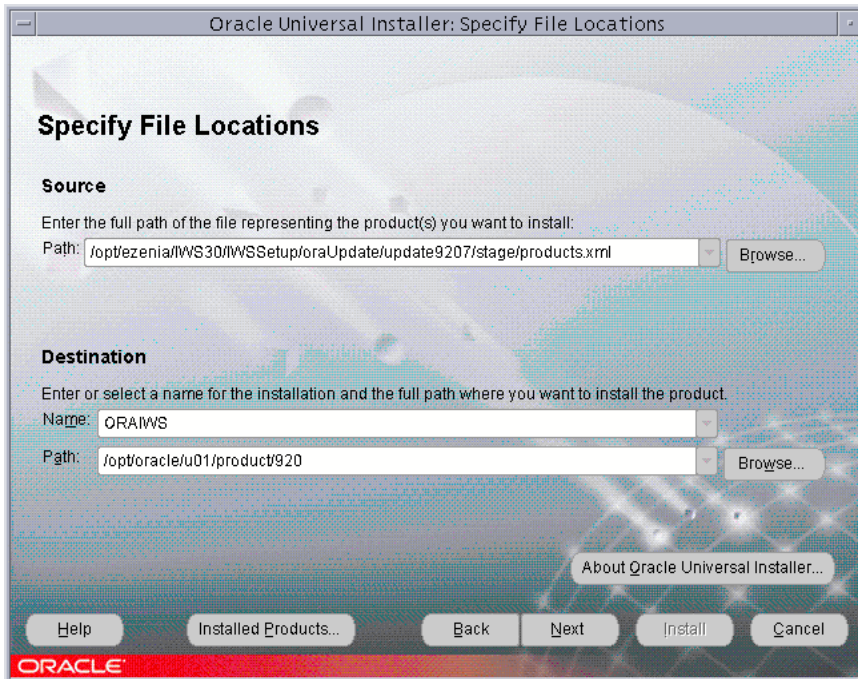 Oracle Universal Installer: Specify File Locations
Specify File Locations
Source
Enter the full path of the file representing the product(s) you want to install:
Path: /opt/ezenia/IWS30/IWSSetup/oraUpdate/update9207/stage/products.xml Browse...
Destination
Enter or select a name for the installation and the full path where you want to install the product.
Name: ORAIWS
Path: /opt/oracle/u01/product/920 Browse...
About Oracle Universal Installer...
Help Installed Products... Back Next Install Cancel
ORACLE